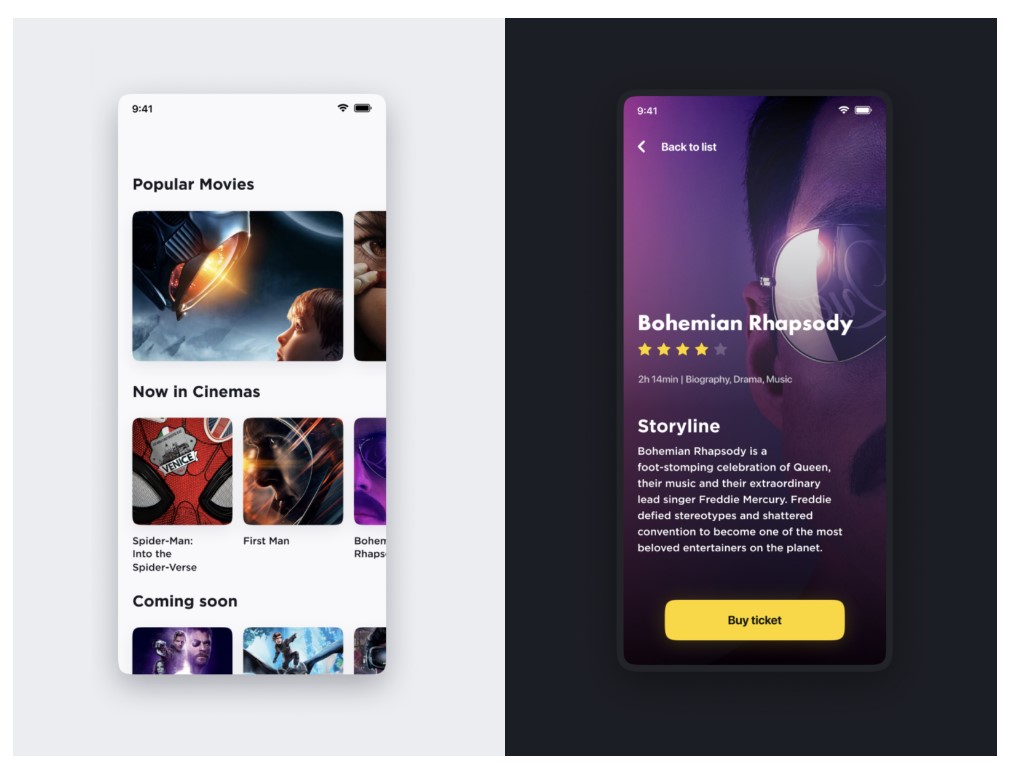 9:41
Popular Movies
Now in Cinemas
VENICE
Spider-Man:
Into the
Spider-Verse
First Man
Bohem
Rhaps
Coming soon
9:41
Back to list
Bohemian Rhapsody
2h 14min | Biography, Drama, Music
Storyline
Bohemian Rhapsody is a
foot-stomping celebration of Queen,
their music and their extraordinary
lead singer Freddie Mercury. Freddie
defied stereotypes and shattered
convention to become one of the most
beloved entertainers on the planet.
Buy ticket